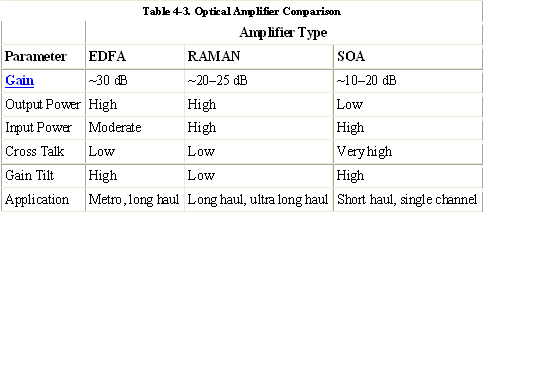 Table 4-3. Optical Amplifier Comparison
Amplifier Type
Parameter EDFA RAMAN SOA
Gain ~30 dB ~20–25 dB ~10–20 dB
Output Power High High Low
Input Power Moderate High High
Cross Talk Low Low Very high
Gain Tilt High Low High
Application Metro, long haul Long haul, ultra long haul Short haul, single channel